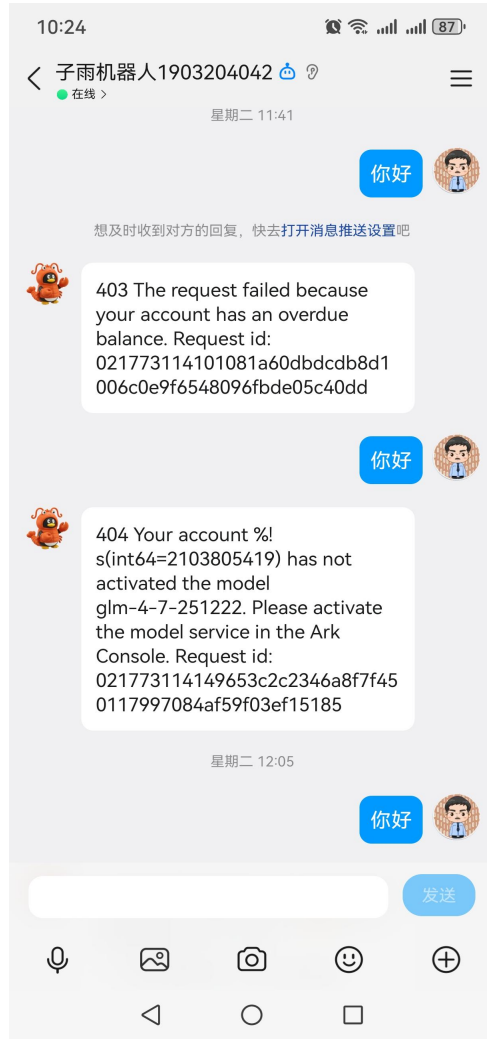 10:24
87
子雨机器人1903204042
在线 >
星期二 11:41
你好
想及时收到对方的回复，快去打开消息推送设置吧
403 The request failed because
your account has an overdue
balance. Request id:
021773114101081a60dbdcdb8d1
006c0e9f6548096fbde05c40dd
你好
404 Your account %!
s(int64=2103805419) has not
activated the model
glm-4-7-251222. Please activate
the model service in the Ark
Console. Request id:
021773114149653c2c2346a8f7f45
0117997084af59f03ef15185
星期二 12:05
你好
发送